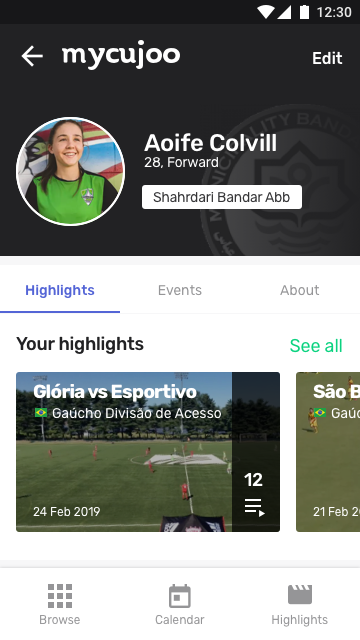 12:30
mycujoo
Edit
Aoife Colvill
28, Forward
Shahrdari Bandar Abb
Highlights
Events
About
Your highlights
See all
Glória vs Esportivo
Gaúcho Divisão de Acesso
12
24 Feb 2019
São B
Gaúc
21 Feb 20
Browse
Calendar
Highlights